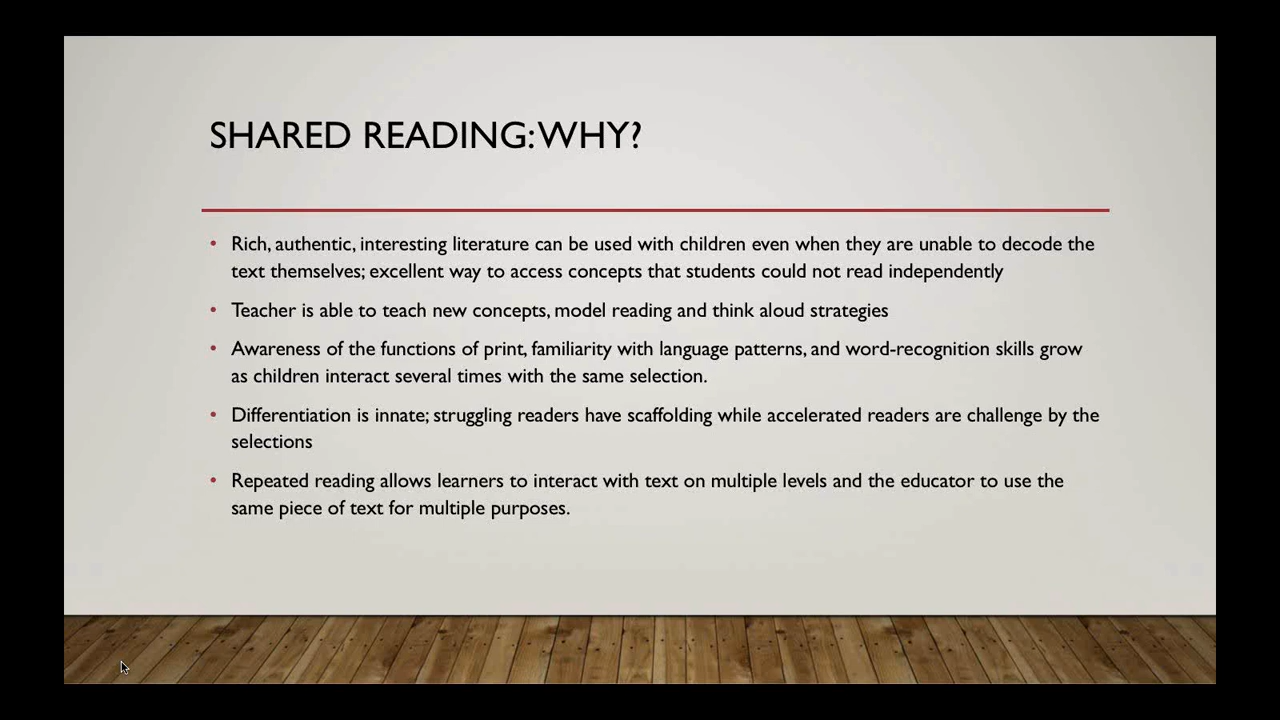 SHARED READING: WHY?
• Rich, authentic, interesting literature can be used with children even when they are unable to decode the
text themselves; excellent way to access concepts that students could not read independently
• Teacher is able to teach new concepts, model reading and think aloud strategies
• Awareness of the functions of print, familiarity with language patterns, and word-recognition skills grow
as children interact several times with the same selection.
• Differentiation is innate; struggling readers have scaffolding while accelerated readers are challenge by the
selections
• Repeated reading allows learners to interact with text on multiple levels and the educator to use the
same piece of text for multiple purposes.